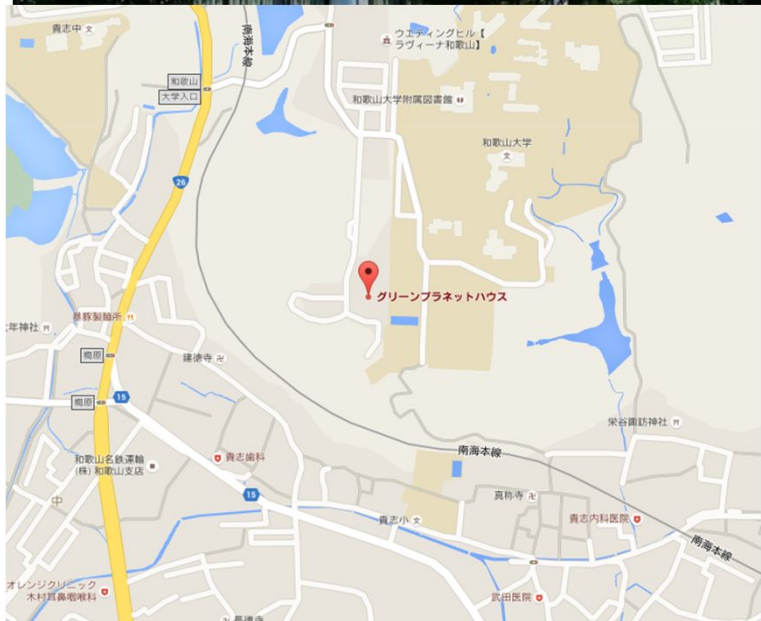 貴志中
南海本線
ウエディングヒル【
ラヴィーナ和歌山】
和歌山
大学入口
和歌山大学附属図書館
和歌山大学
26
グリーンプラネットハウス
製麺所
年神社
梅原
建徳寺
15
梅原
栄谷諏訪神社
南海本線
貴志歯科
和歌山名鉄運輸
(株) 和歌山支店
15
中
真称寺
貴志小
貴志内科医院
南海本線
オレンジクリニック
木村耳鼻咽喉科
武田医院